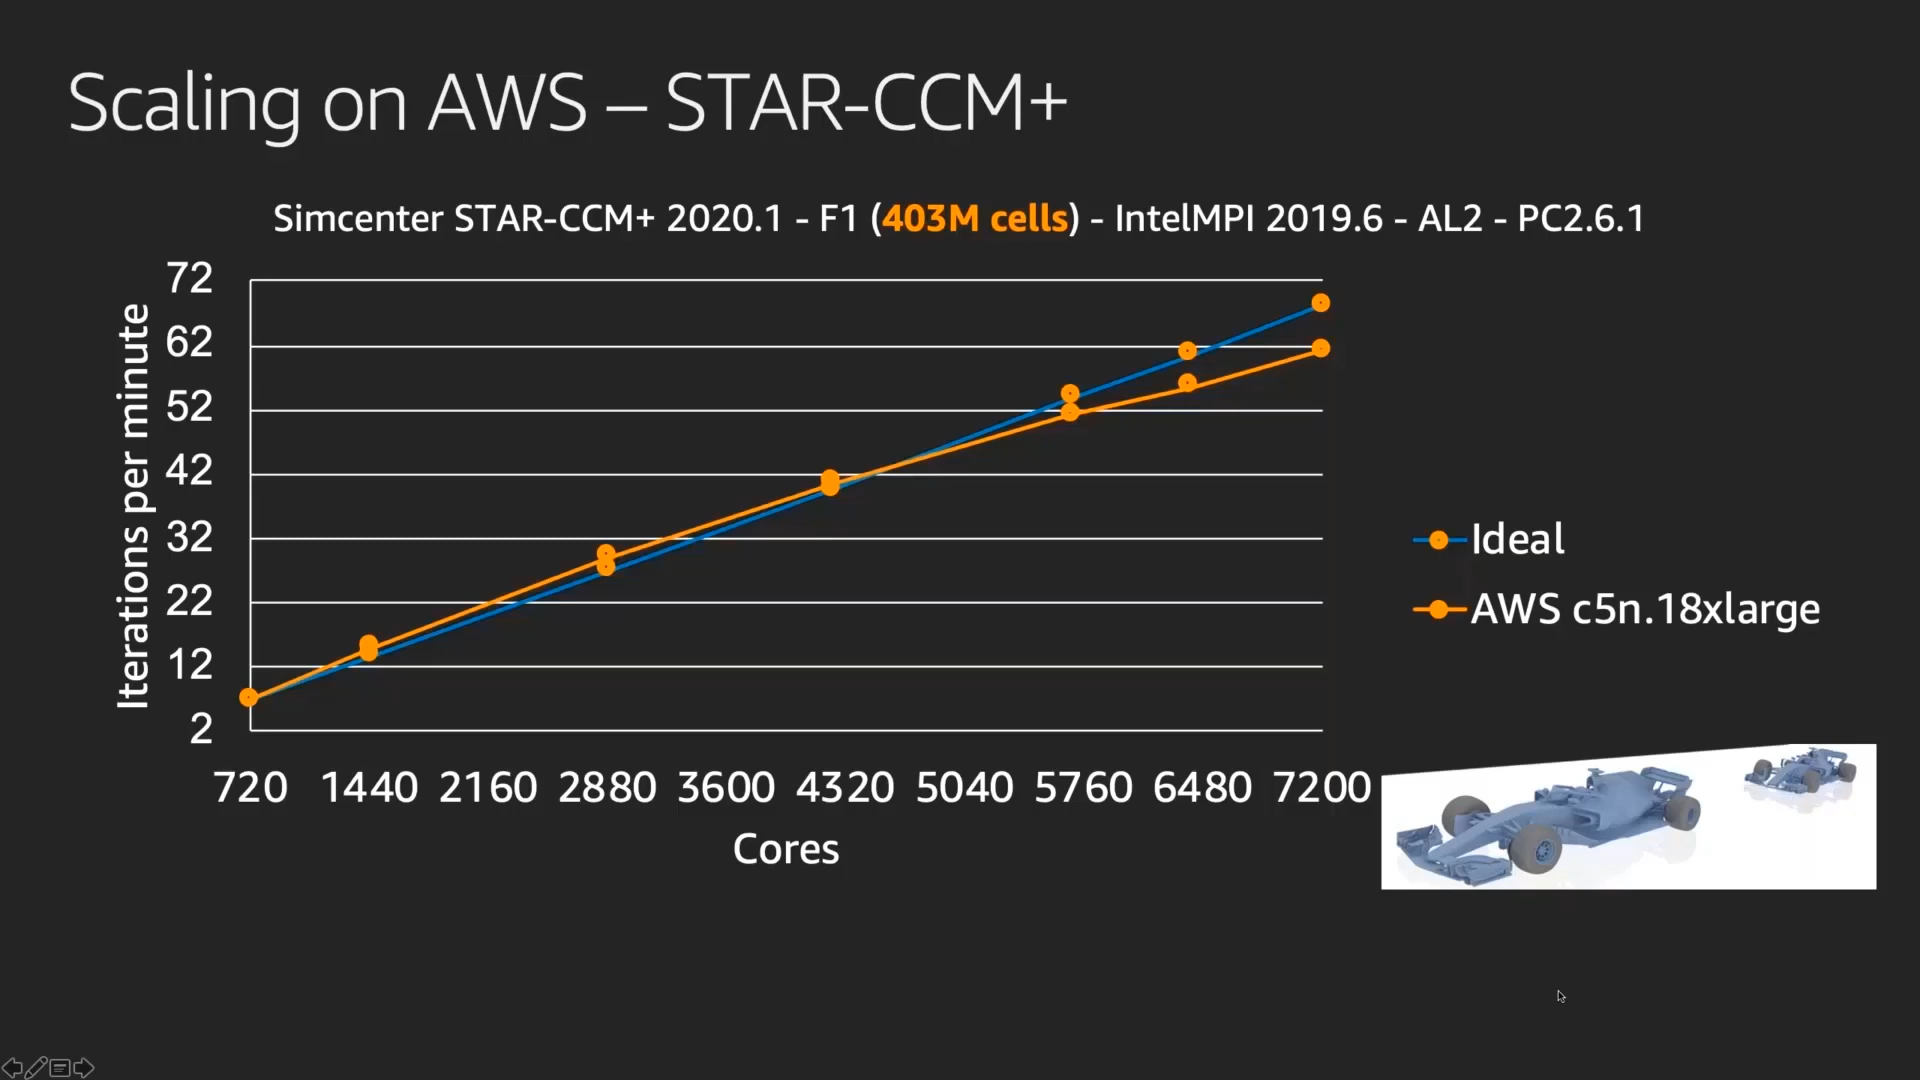 Scaling on AWS – STAR-CCM+
Simcenter STAR-CCM+ 2020.1 - F1 (403M cells) - IntelMPI 2019.6 - AL2 - PC2.6.1
Iterations per minute
72
62
52
42
32
22
12
2
720 1440 2160 2880 3600 4320 5040 5760 6480 7200
Cores
Ideal
AWS c5n.18xlarge